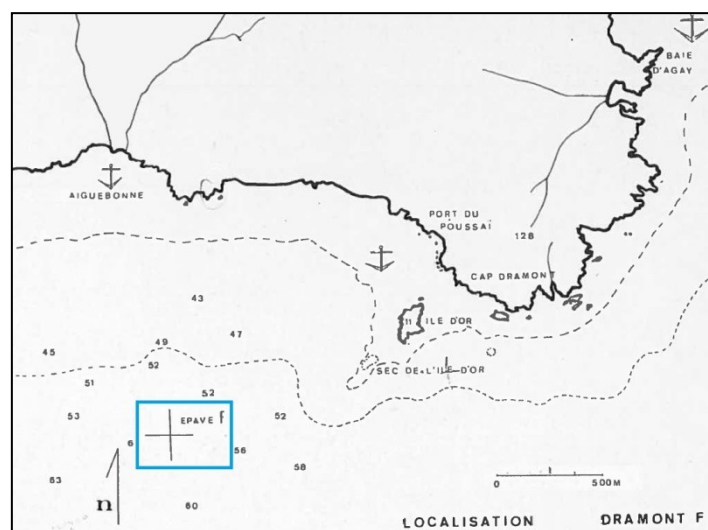 BAIE
D'AGAY
AIGUEBONNE
PORT DU
POUSSAÏ
128
CAP DRAMONT
43
11 ILE D'OR
49
47
45
52
SEC DE L'ILE D'OR
51
52
53
EPAVE F
52
6
56
58
63
n
60
0 500M
LOCALISATION DRAMONT F